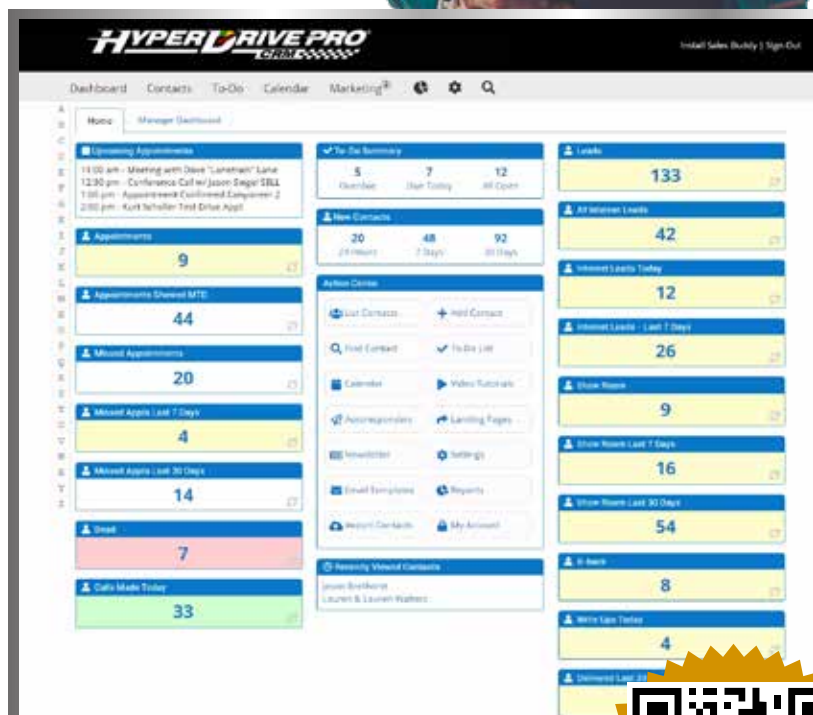 HYPERDRIVE PRO
CRM
Install Sales Buddy | Sign Out
Dashboard Contacts To-Do Calendar Marketing
Home Manager Dashboard
Upcoming Appointments
11:00 am - Meeting with Dave "Lanetrain" Lane
12:30 pm - Conference Call w/ Jason Siegel SBLL
1:00 pm - Appointment Confirmed
2:00 pm - Kurt Test Drive Appt
Appointments
9
Appointments Showed MTD
44
Missed Appointments
20
Missed Appts Last 7 Days
4
Missed Appts Last 30 Days
14
Dead
7
Calls Made Today
33
To-Do Summary
5 7 12
Overdue Due Today All Open
New Contacts
20 48 92
24 Hours 7 Days 30 Days
Action Center
List Contacts Add Contact
Find Contact To-Do List
Calendar Video Tutorials
Autoresponders Landing Pages
Newsletter Settings
Email Templates Reports
Import Contacts My Account
Recently Viewed Contacts
Lauren & Lauren
Leads
133
All Internet Leads
42
Internet Leads Today
12
Internet Leads - Last 7 Days
26
Show Room
9
Show Room Last 7 Days
16
Show Room Last 30 Days
54
8
Write Ups Today
4
Delivered Last